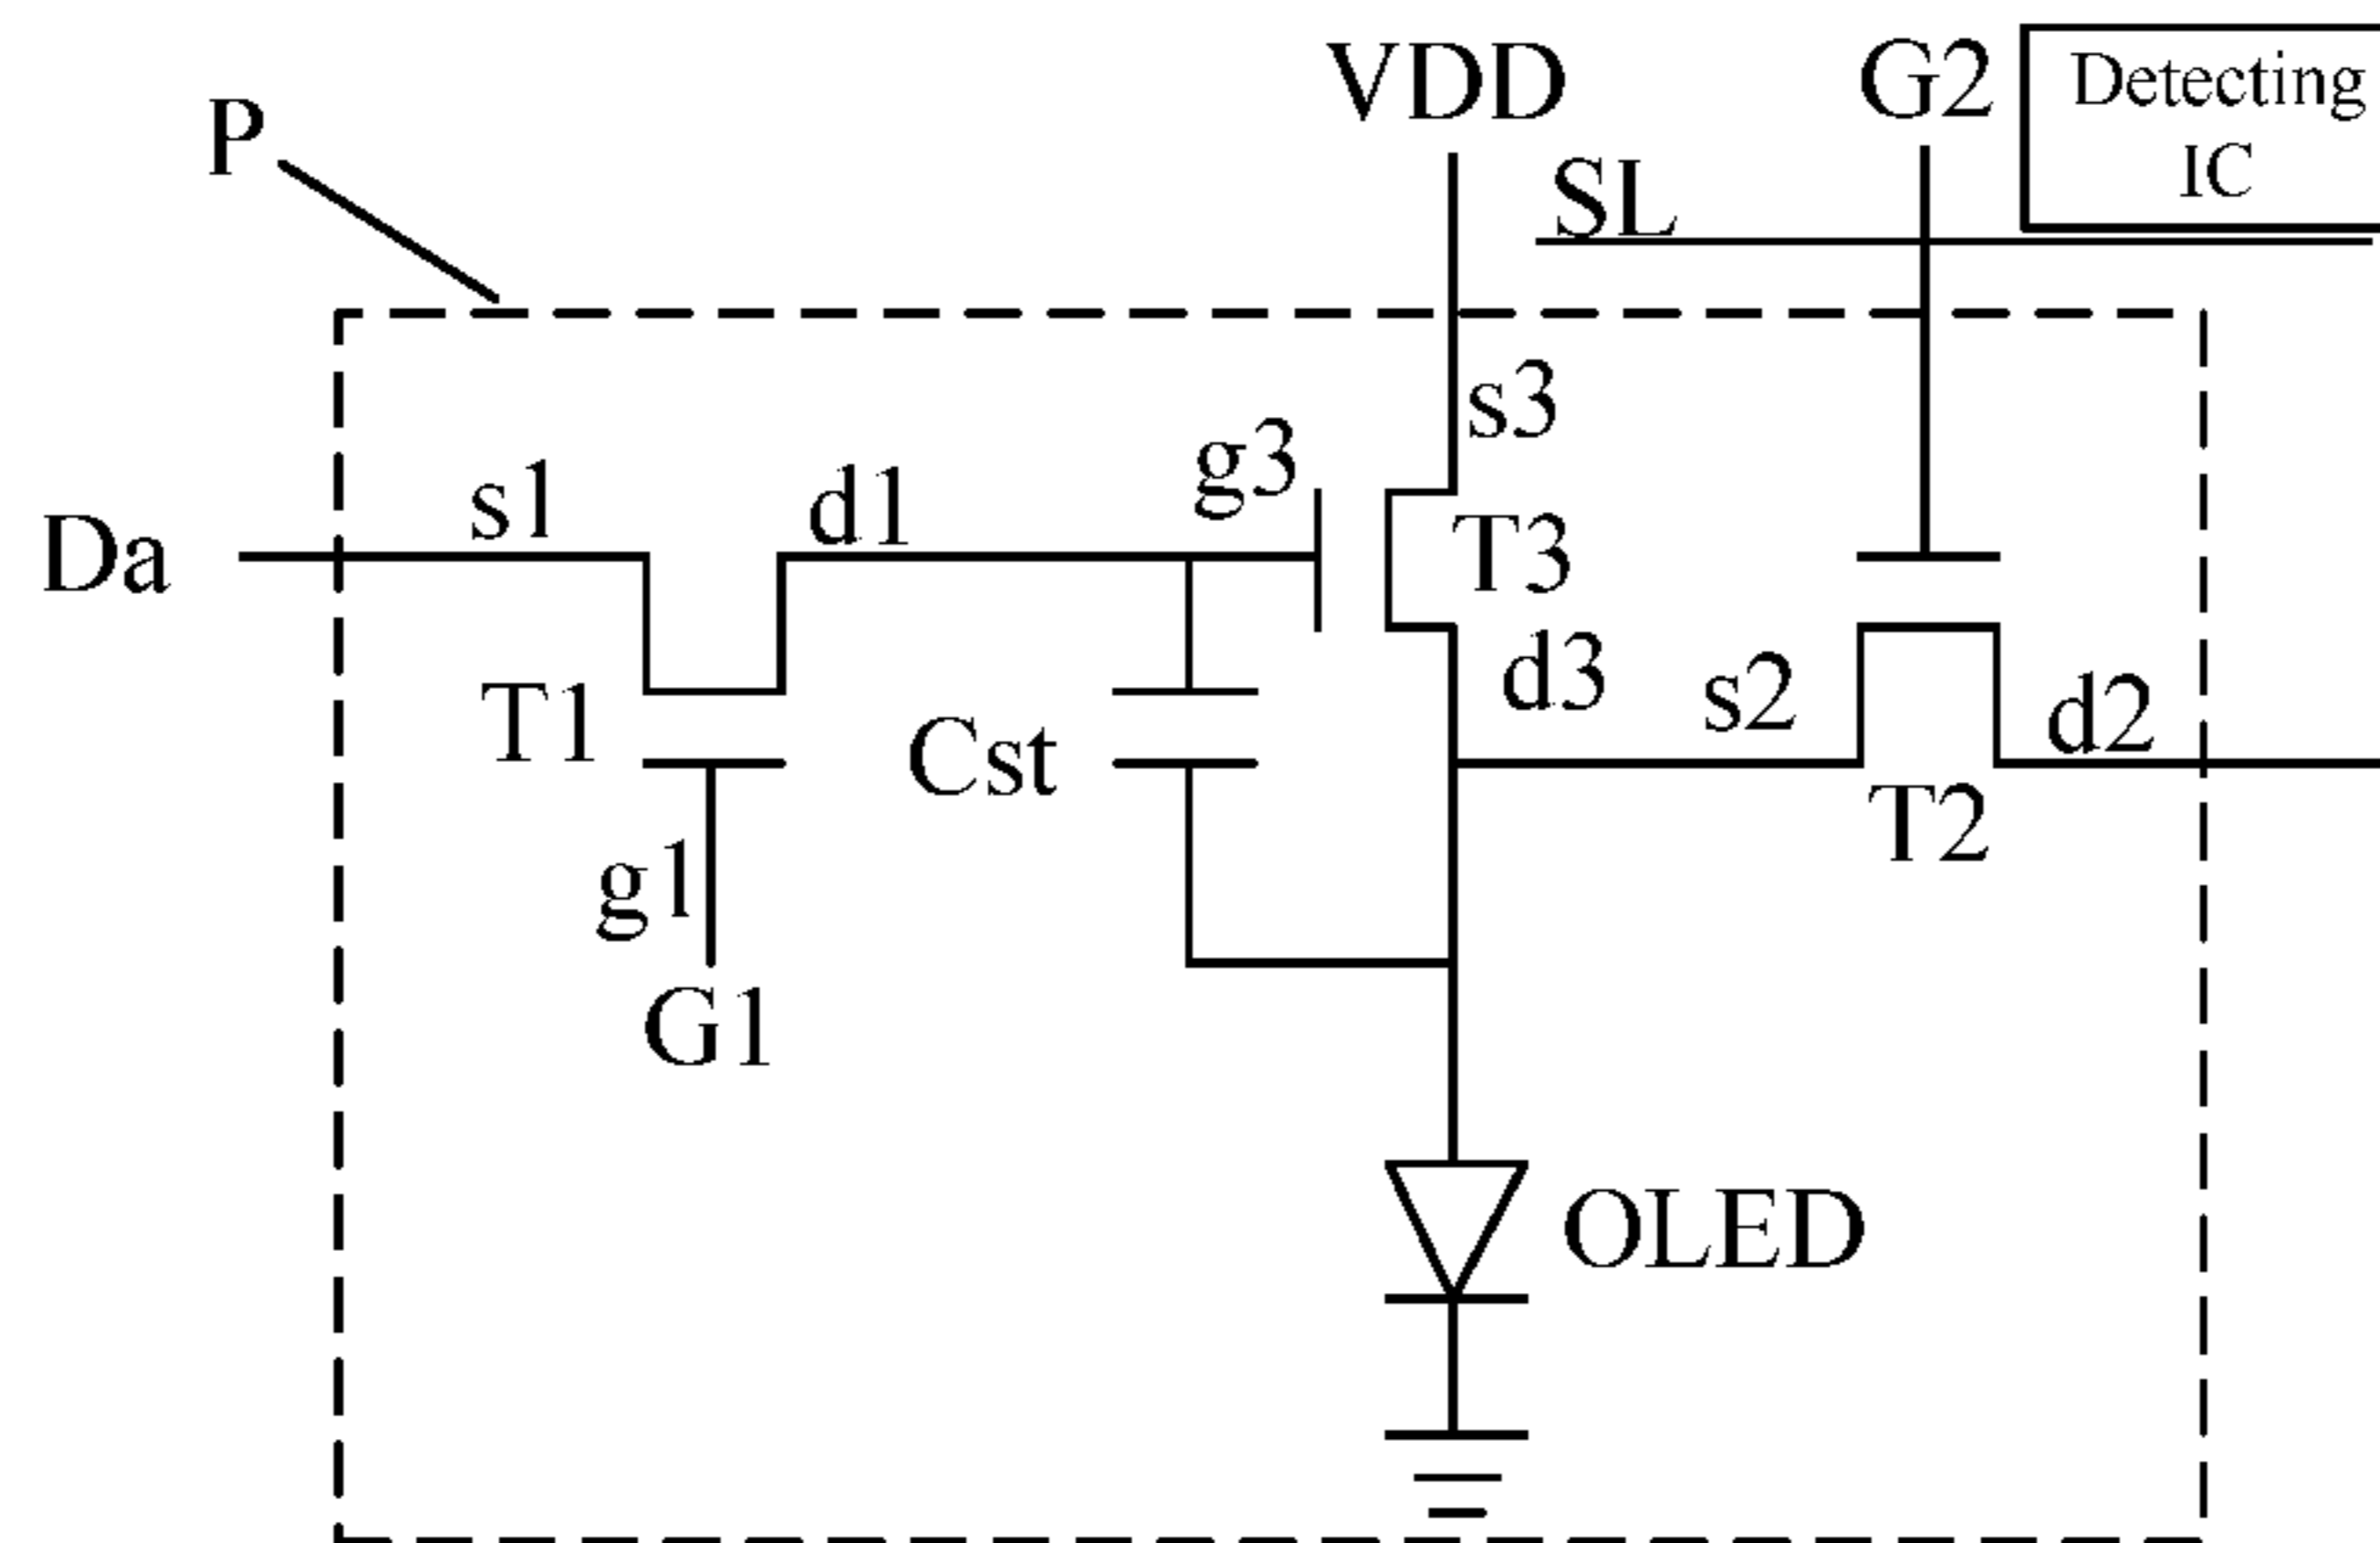 VDD
G2
Detecting
IC
P
SL
s3
g3
s1
d1
Da
T3
d3
s2
d2
T1
Cst
T2
g1
G1
OLED